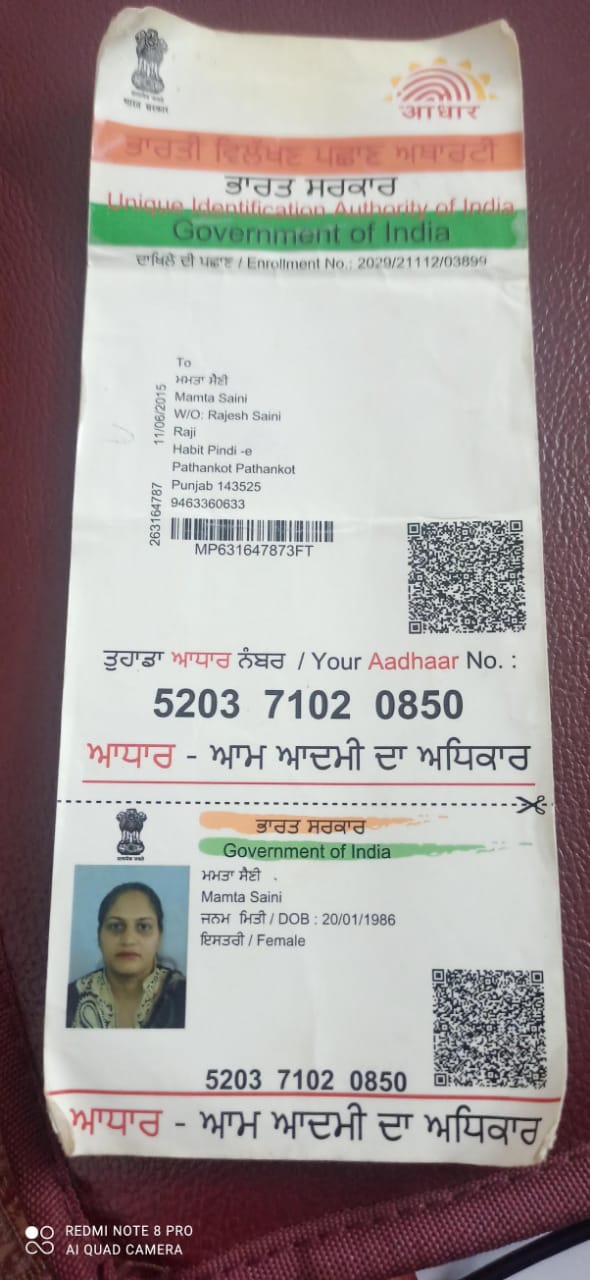 भारत सरकार
आधार
ਭਾਰਤੀ ਵਿਲੱਖਣ ਪਛਾਣ ਅਥਾਰਟੀ
ਭਾਰਤ ਸਰਕਾਰ
Unique Identification Authority of India
Government of India
ਦਾਖਿਲੇ ਦੀ ਪਛਾਣ / Enrollment No.: 2029/21112/03899
To
ਮਮਤਾ ਸੈਣੀ
Mamta Saini
W/O: Rajesh Saini
Raji
Habit Pindi -e
Pathankot Pathankot
Punjab 143525
9463360633
263164787 11/06/2015
MP631647873FT
ਤੁਹਾਡਾ ਆਧਾਰ ਨੰਬਰ / Your Aadhaar No. :
5203 7102 0850
ਆਧਾਰ - ਆਮ ਆਦਮੀ ਦਾ ਅਧਿਕਾਰ
ਭਾਰਤ ਸਰਕਾਰ
Government of India
ਮਮਤਾ ਸੈਣੀ
Mamta Saini
ਜਨਮ ਮਿਤੀ / DOB : 20/01/1986
ਇਸਤਰੀ / Female
5203 7102 0850
ਆਧਾਰ - ਆਮ ਆਦਮੀ ਦਾ ਅਧਿਕਾਰ
REDMI NOTE 8 PRO
AI QUAD CAMERA